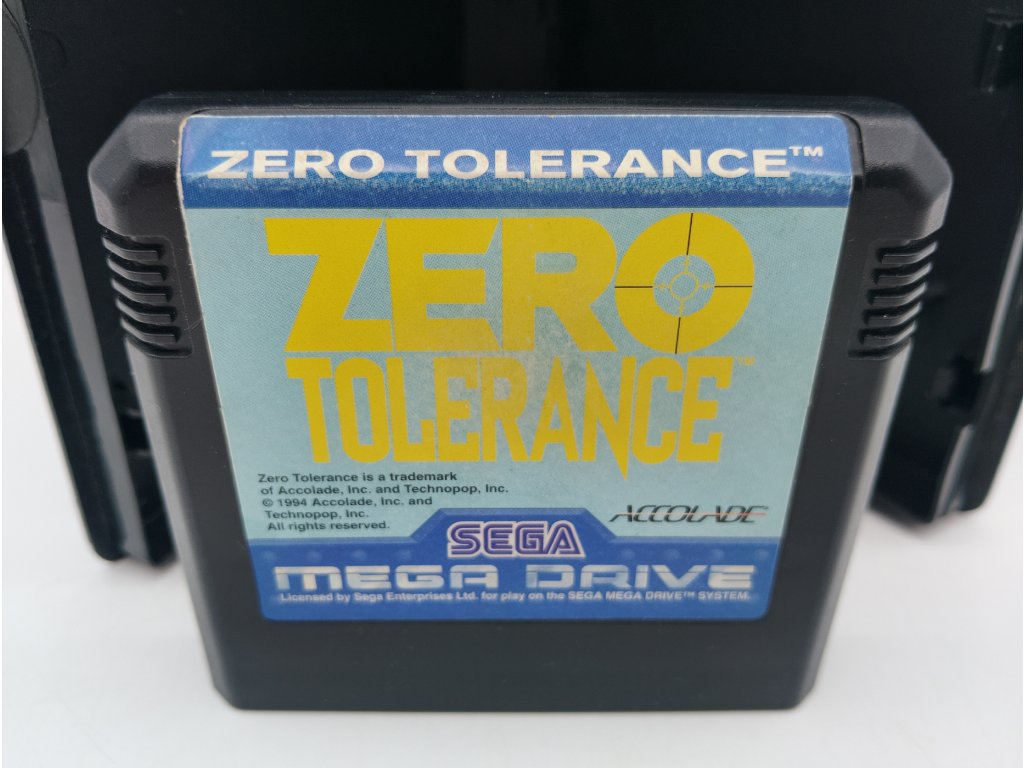 ZERO TOLERANCE™
ZERO
TOLERANCE™
Zero Tolerance is a trademark
of Accolade, Inc. and Technopop, Inc.
© 1994 Accolade, Inc. and
Technopop, Inc.
All rights reserved.
ACCOLADE
SEGA
MEGA DRIVE
Licensed by Sega Enterprises Ltd. for play on the SEGA MEGA DRIVE™ SYSTEM.